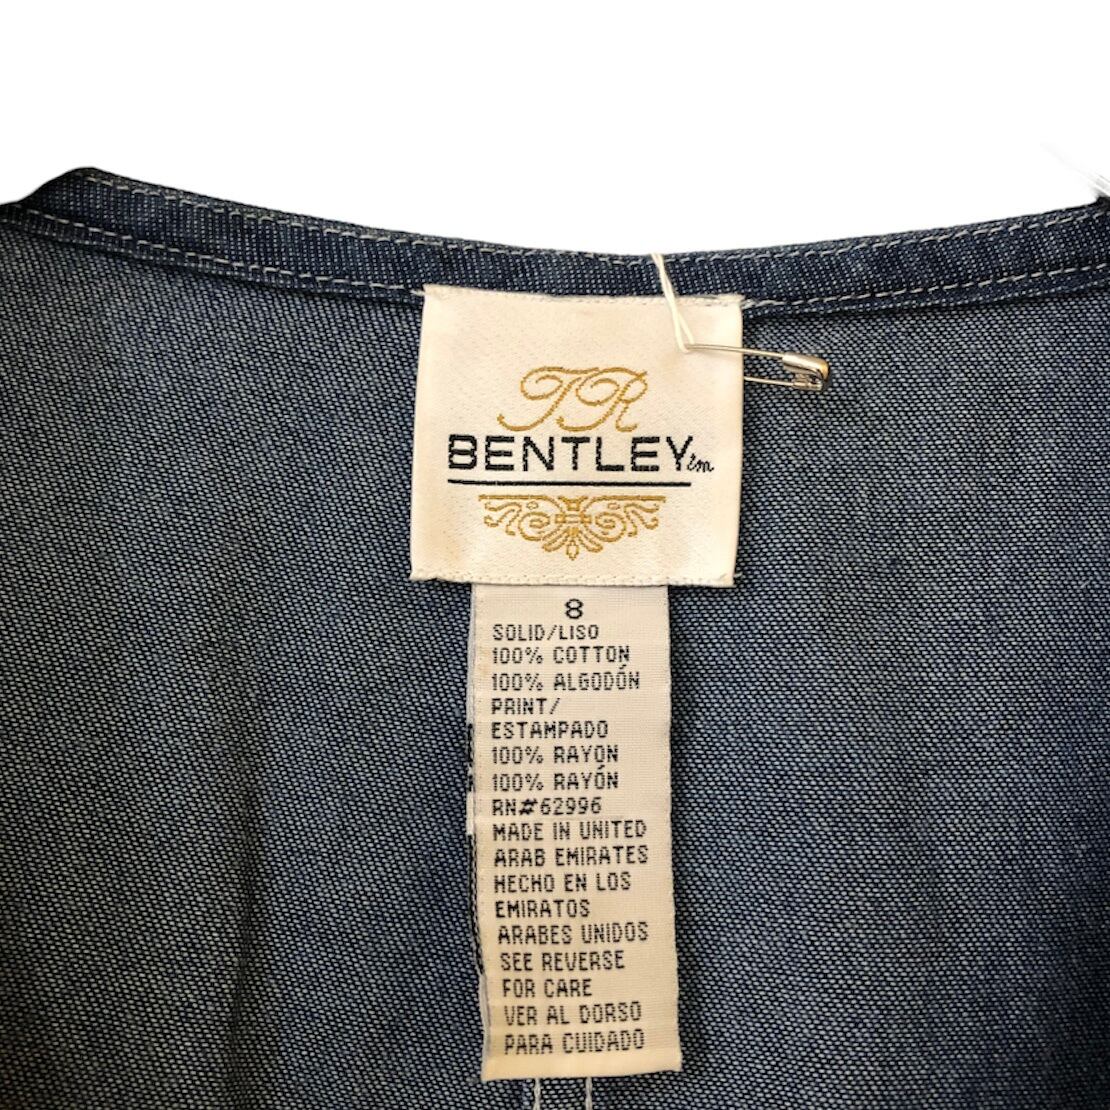 TR
BENTLEY tm
8
SOLID/LISO
100% COTTON
100% ALGODÓN
PRINT/
ESTAMPADO
100% RAYON
100% RAYÓN
RN#62996
MADE IN UNITED
ARAB EMIRATES
HECHO EN LOS
EMIRATOS
ARABES UNIDOS
SEE REVERSE
FOR CARE
VER AL DORSO
PARA CUIDADO